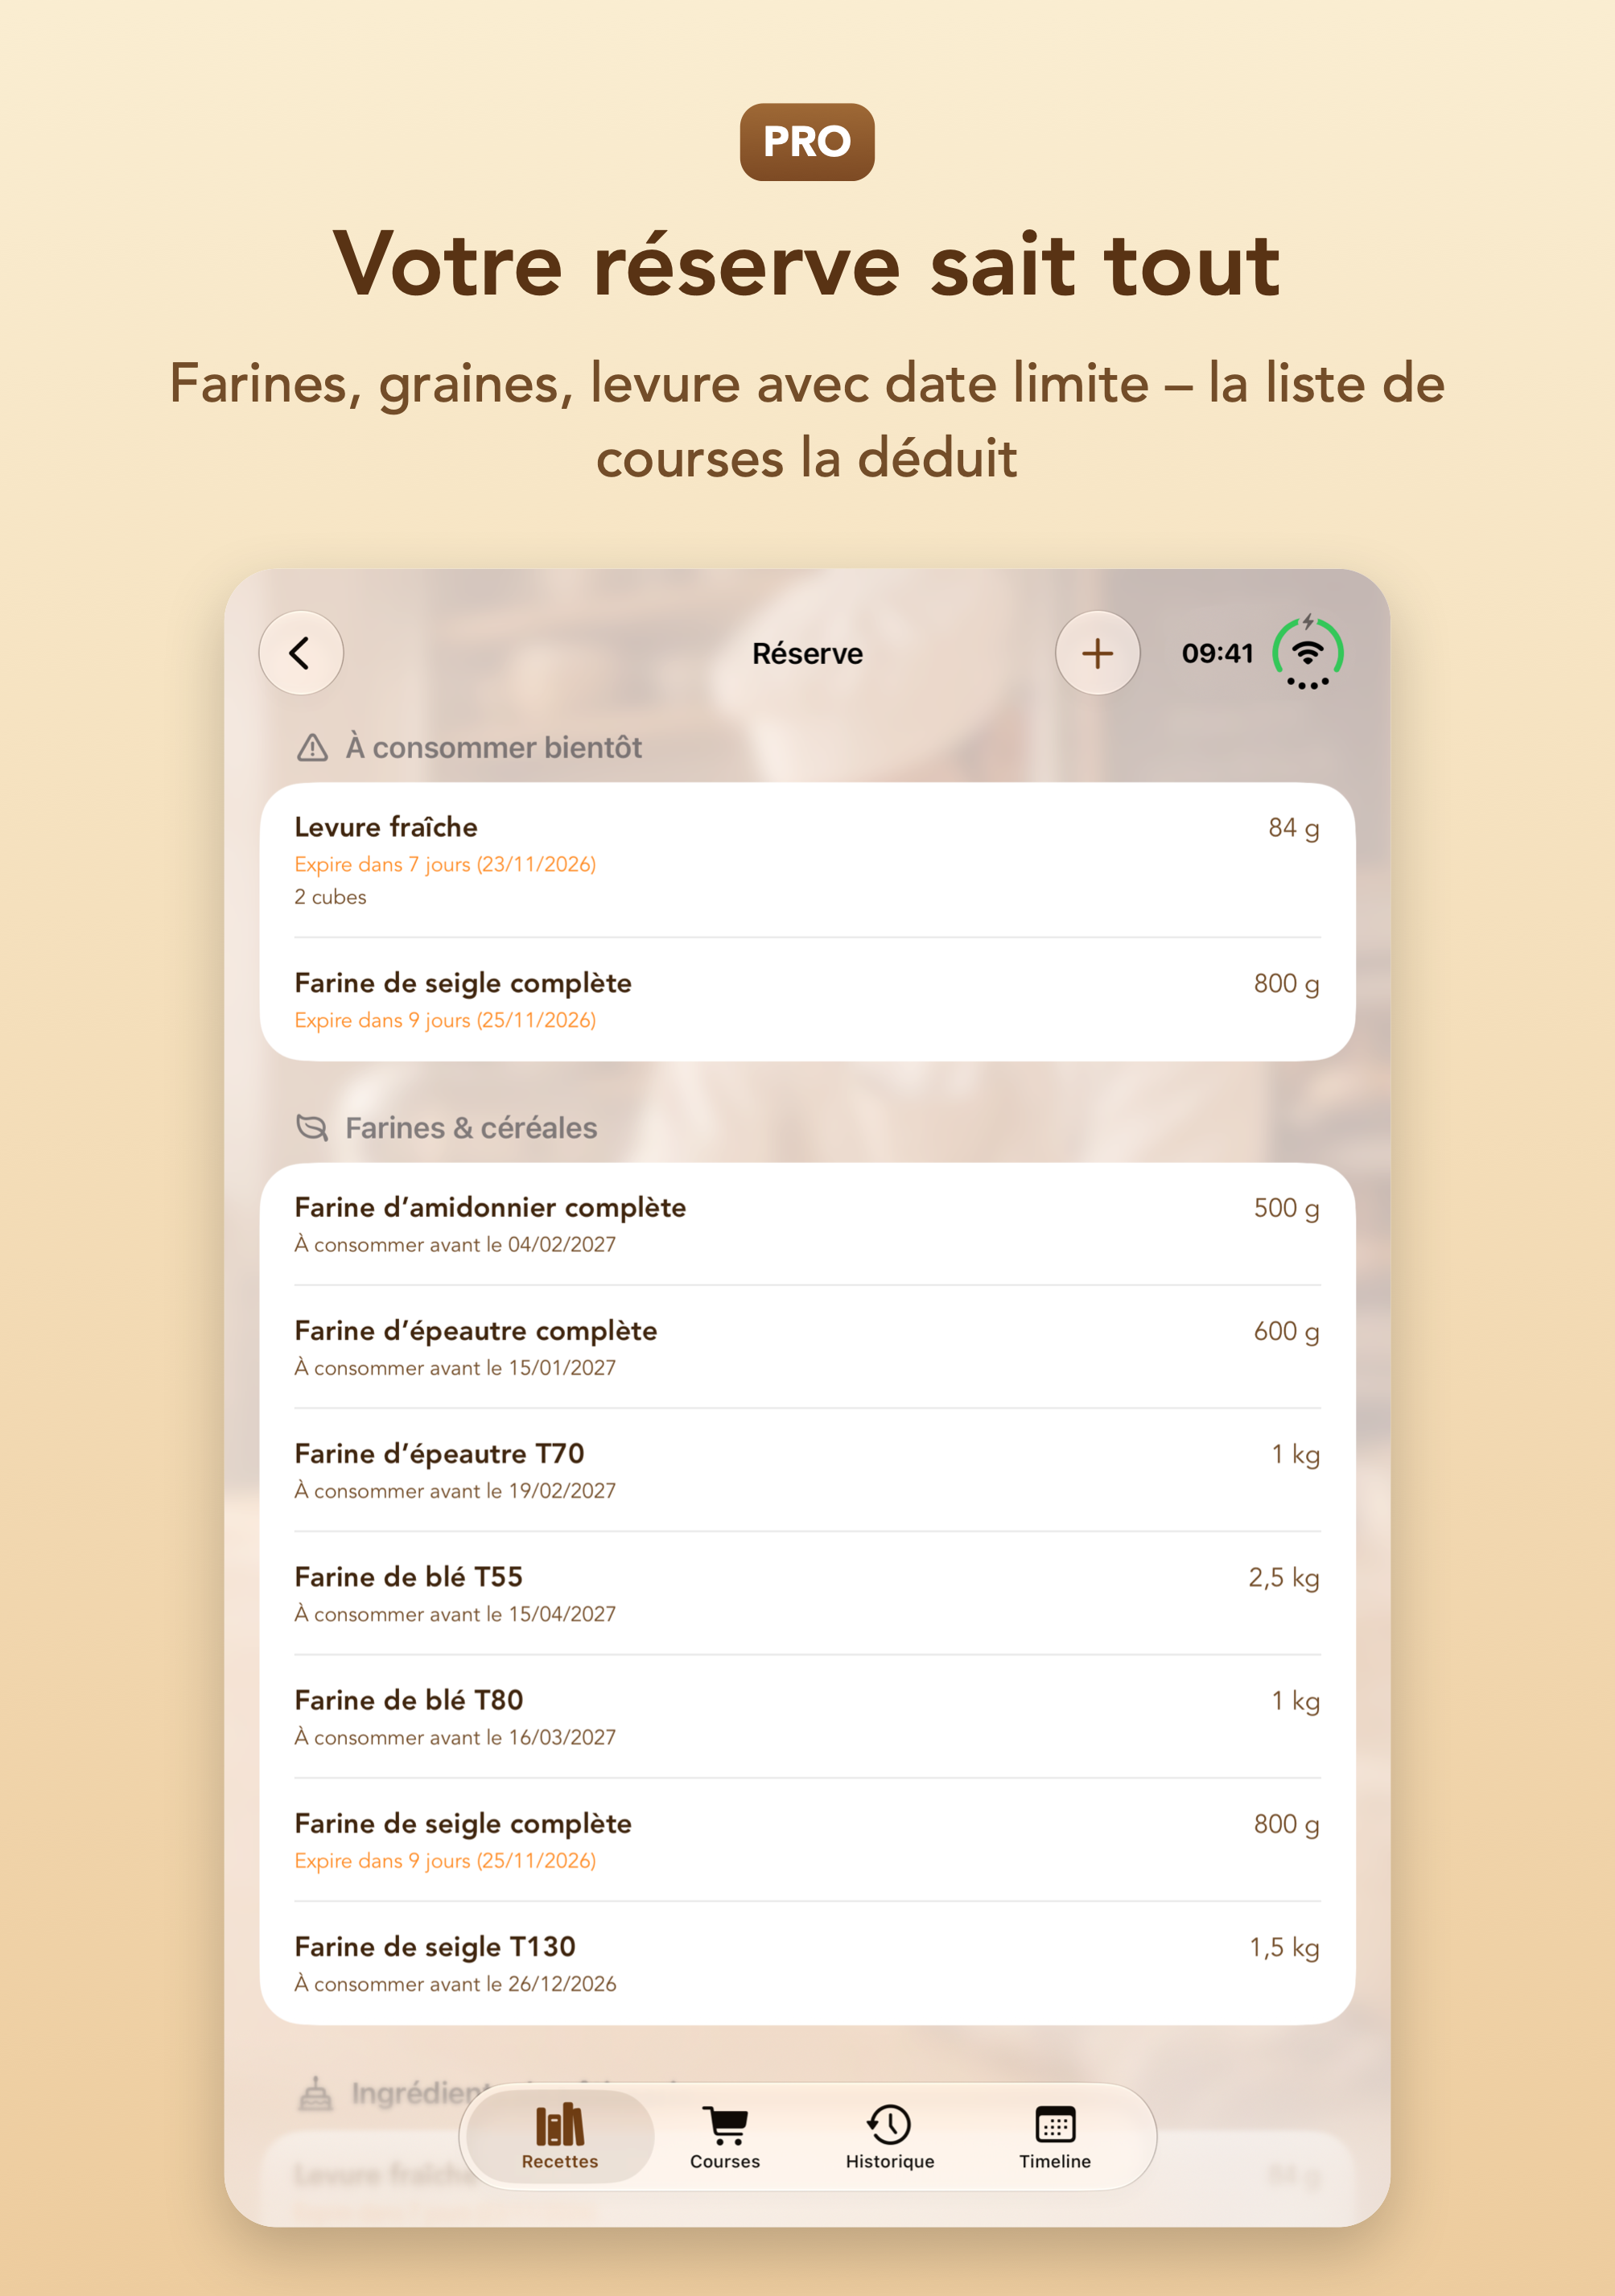 PRO
Votre réserve sait tout
Farines, graines, levure avec date limite – la liste de
courses la déduit
Réserve
09:41
À consommer bientôt
Levure fraîche
84 g
Expire dans 7 jours (23/11/2026)
2 cubes
Farine de seigle complète
800 g
Expire dans 9 jours (25/11/2026)
Farines & céréales
Farine d’amidonnier complète
500 g
À consommer avant le 04/02/2027
Farine d’épeautre complète
600 g
À consommer avant le 15/01/2027
Farine d’épeautre T70
1 kg
À consommer avant le 19/02/2027
Farine de blé T55
2,5 kg
À consommer avant le 15/04/2027
Farine de blé T80
1 kg
À consommer avant le 16/03/2027
Farine de seigle complète
800 g
Expire dans 9 jours (25/11/2026)
Farine de seigle T130
1,5 kg
À consommer avant le 26/12/2026
Recettes
Courses
Historique
Timeline
Levure fraîche
84 g